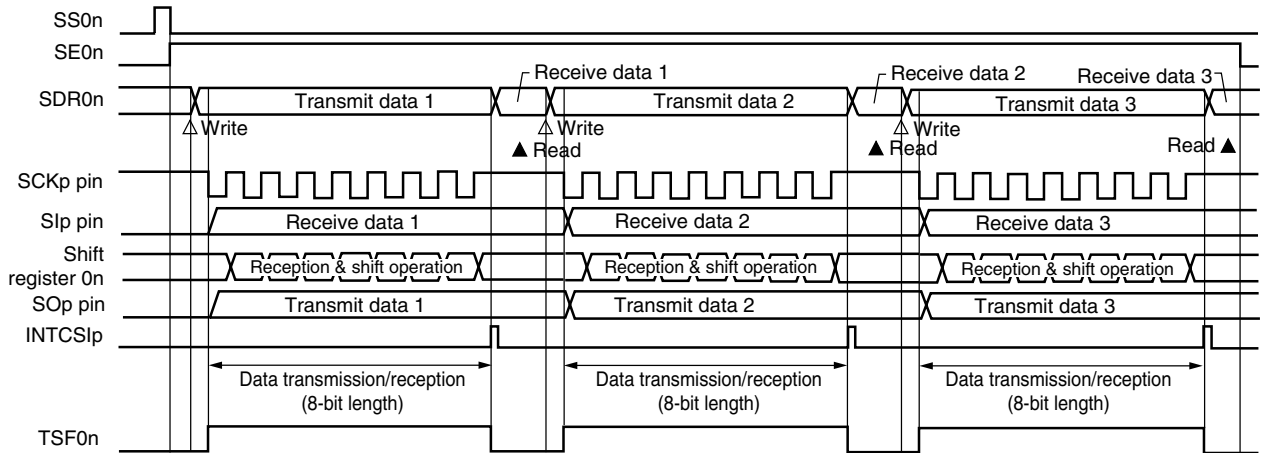 SS0n
SE0n
Receive data 1
Receive data 2
Receive data 3
SDR0n
Transmit data 1
Transmit data 2
Transmit data 3
Write
Write
Write
Read
Read
Read
SCKp pin
SIp pin
Receive data 1
Receive data 2
Receive data 3
Shift
register 0n
Reception & shift operation
Reception & shift operation
Reception & shift operation
SOp pin
Transmit data 1
Transmit data 2
Transmit data 3
INTCSIp
Data transmission/reception
(8-bit length)
Data transmission/reception
(8-bit length)
Data transmission/reception
(8-bit length)
TSF0n